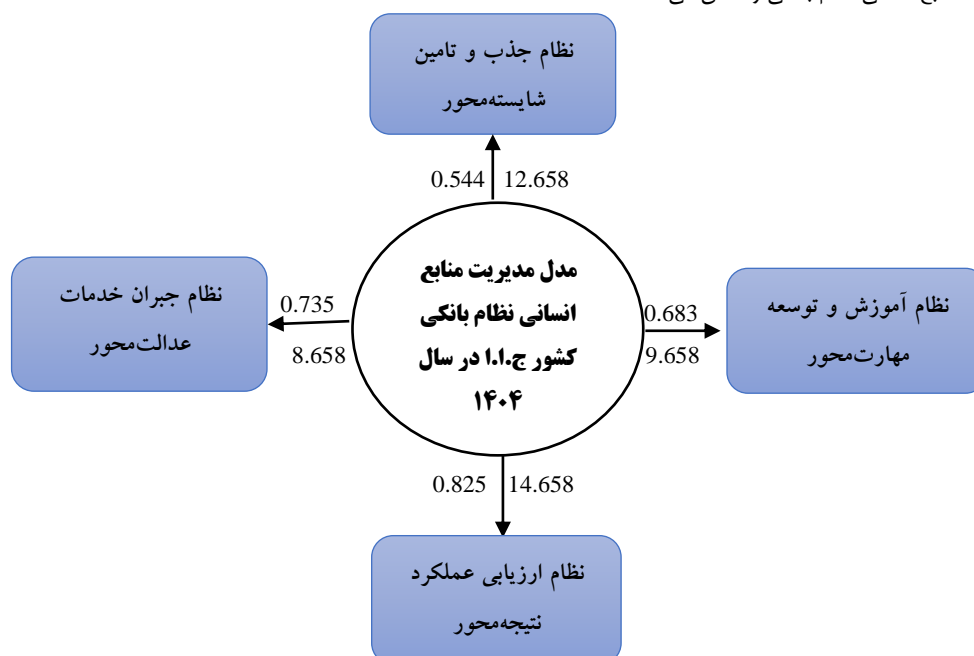 نظام جذب و تامین
شایسته‌محور
0.544 12.658
نظام جبران خدمات
عدالت‌محور
0.735
8.658
مدل مدیریت منابع
انسانی نظام بانکی
کشور ج.ا.ا در سال
۱۴۰۴
0.683
9.658
نظام آموزش و توسعه
مهارت‌محور
0.825 14.658
نظام ارزیابی عملکرد
نتیجه‌محور